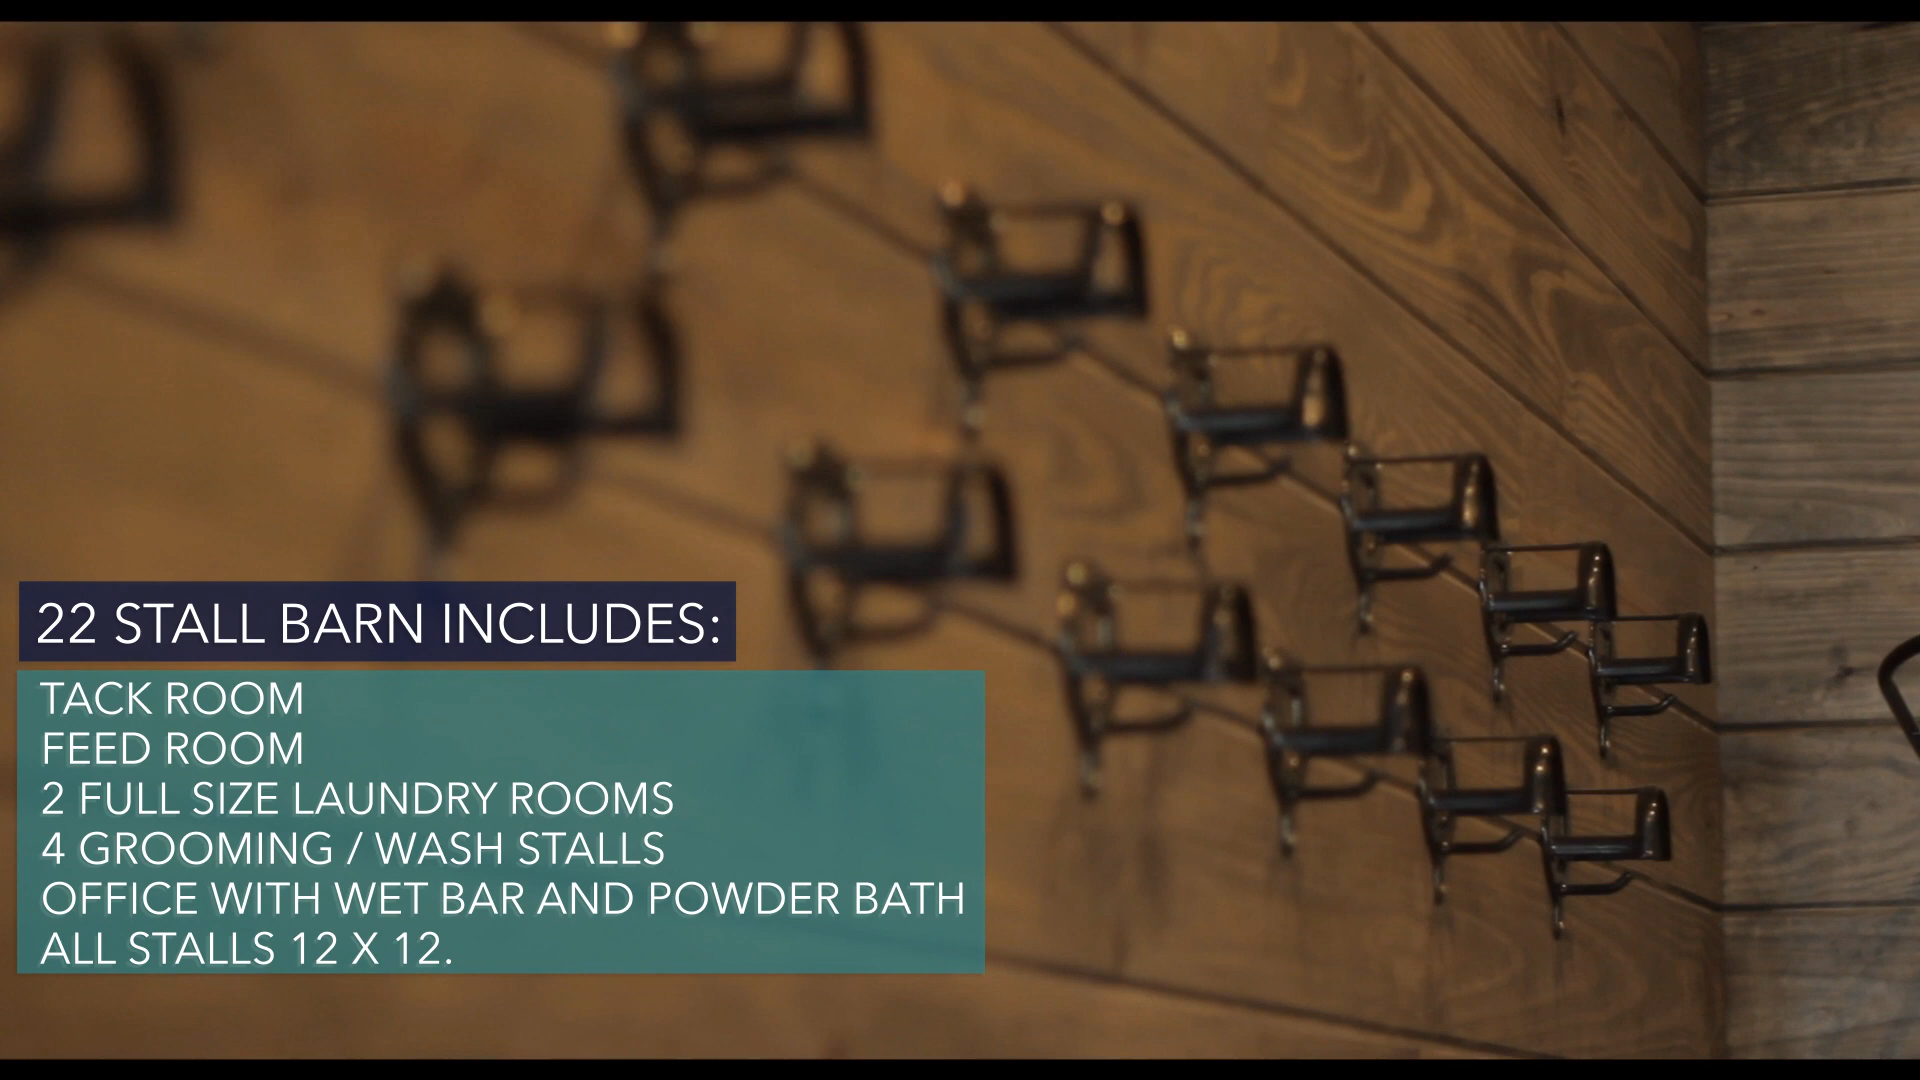 22 STALL BARN INCLUDES:
TACK ROOM
FEED ROOM
2 FULL SIZE LAUNDRY ROOMS
4 GROOMING / WASH STALLS
OFFICE WITH WET BAR AND POWDER BATH
ALL STALLS 12 X 12.